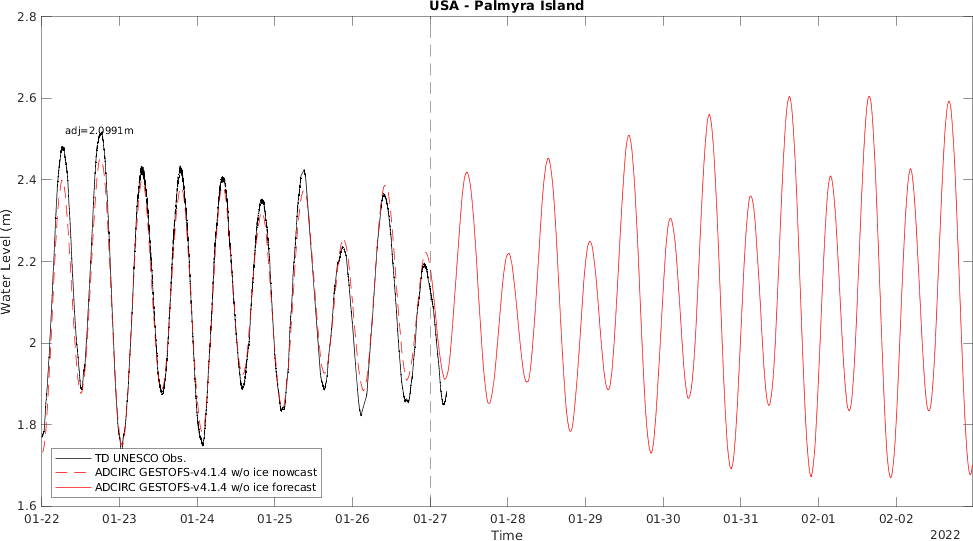 USA - Palmyra Island
2.8
2.6
2.4
2.2
2
1.8
1.6
Water Level (m)
adj=2.0991m
TD UNESCO Obs.
ADCIRC GESTOFS-v4.1.4 w/o ice nowcast
ADCIRC GESTOFS-v4.1.4 w/o ice forecast
01-22 01-23 01-24 01-25 01-26 01-27 01-28 01-29 01-30 01-31 02-01 02-02
Time
2022